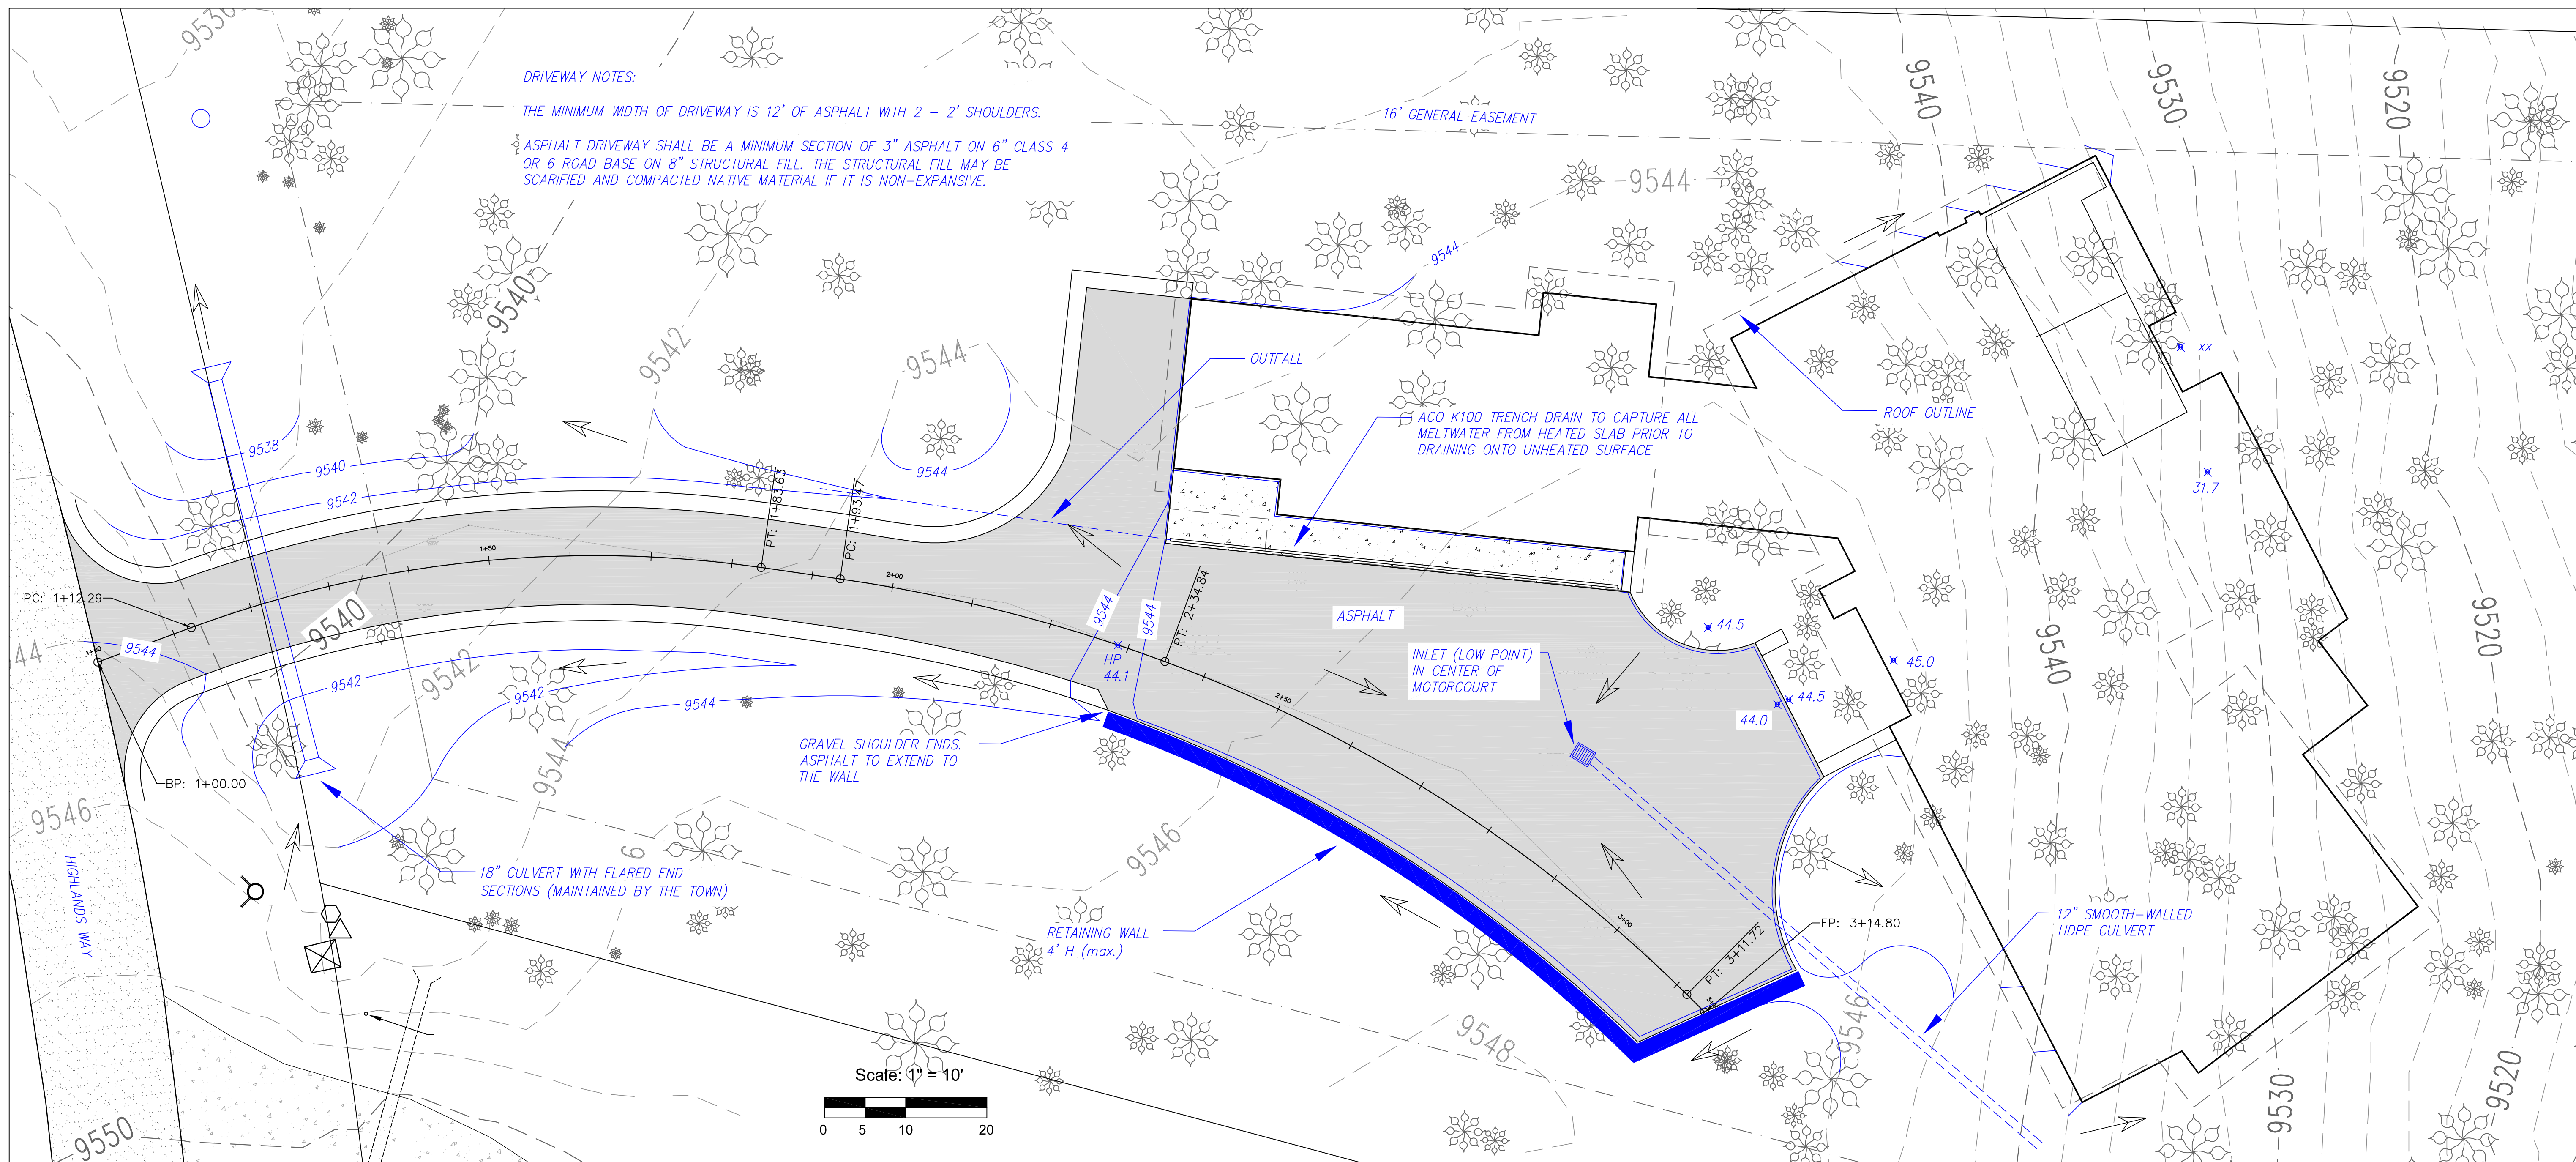 DRIVEWAY NOTES:
THE MINIMUM WIDTH OF DRIVEWAY IS 12' OF ASPHALT WITH 2 - 2' SHOULDERS.
ASPHALT DRIVEWAY SHALL BE A MINIMUM SECTION OF 3" ASPHALT ON 6" CLASS 4
OR 6 ROAD BASE ON 8" STRUCTURAL FILL. THE STRUCTURAL FILL MAY BE
SCARIFIED AND COMPACTED NATIVE MATERIAL IF IT IS NON-EXPANSIVE.
9536
16' GENERAL EASEMENT
9540
9530
9520
9544
9544
9540
9542
9544
OUTFALL
ROOF OUTLINE
xx
ACO K100 TRENCH DRAIN TO CAPTURE ALL
MELTWATER FROM HEATED SLAB PRIOR TO
DRAINING ONTO UNHEATED SURFACE
9538
9540
9542
9544
31.7
PT: 1+83.63
PC: 1+93.47
1+50
2+00
PC: 1+12.29
9540
9544
1+00
44
9542
9542
9542
9544
9544
9544
HP
44.1
PT: 2+34.84
ASPHALT
44.5
INLET (LOW POINT)
IN CENTER OF
MOTORCOURT
45.0
44.5
44.0
9540
9520
2+50
GRAVEL SHOULDER ENDS.
ASPHALT TO EXTEND TO
THE WALL
9544
BP: 1+00.00
9546
HIGHLANDS WAY
18" CULVERT WITH FLARED END
SECTIONS (MAINTAINED BY THE TOWN)
6
9546
RETAINING WALL
4' H (max.)
3+00
PT: 3+11.72
EP: 3+14.80
12" SMOOTH-WALLED
HDPE CULVERT
9548
9546
9530
9520
9550
Scale: 1" = 10'
0 5 10 20